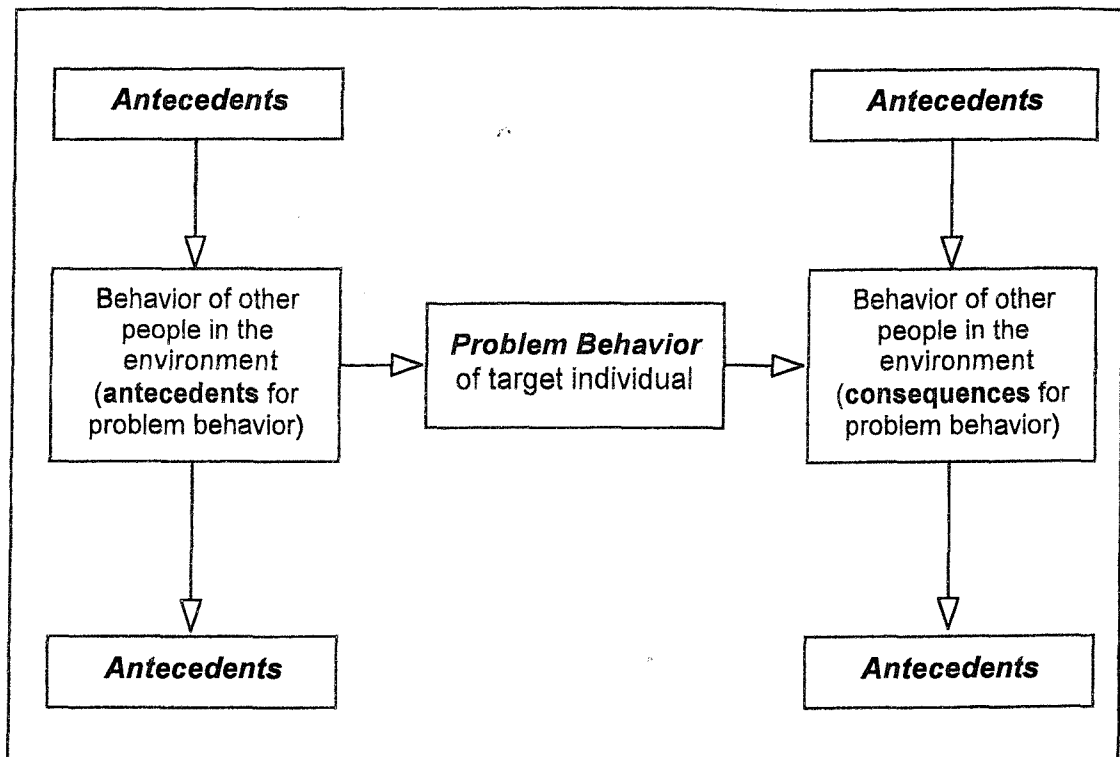 Antecedents
Antecedents
Behavior of other
people in the
environment
(antecedents for
problem behavior)
Problem Behavior
of target individual
Behavior of other
people in the
environment
(consequences for
problem behavior)
Antecedents
Antecedents